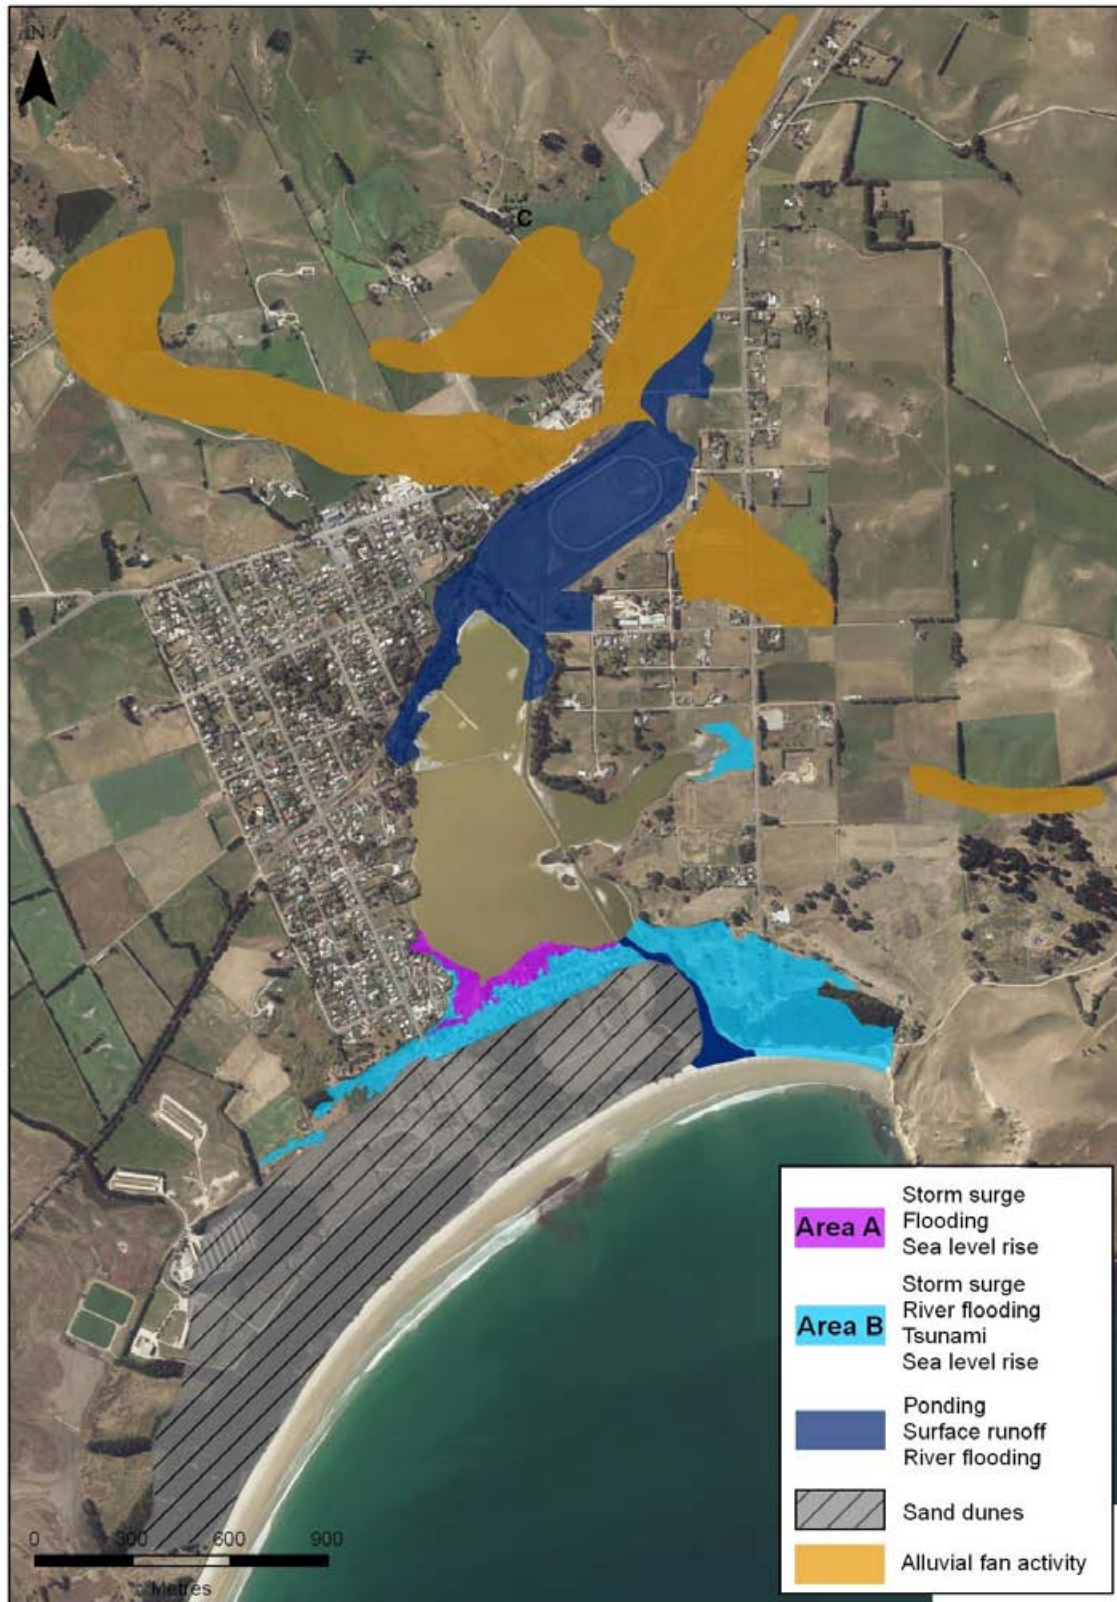 N
C
Area A
Storm surge
Flooding
Sea level rise
Area B
Storm surge
River flooding
Tsunami
Sea level rise
Ponding
Surface runoff
River flooding
Sand dunes
Alluvial fan activity
0 300 600 900
Metres